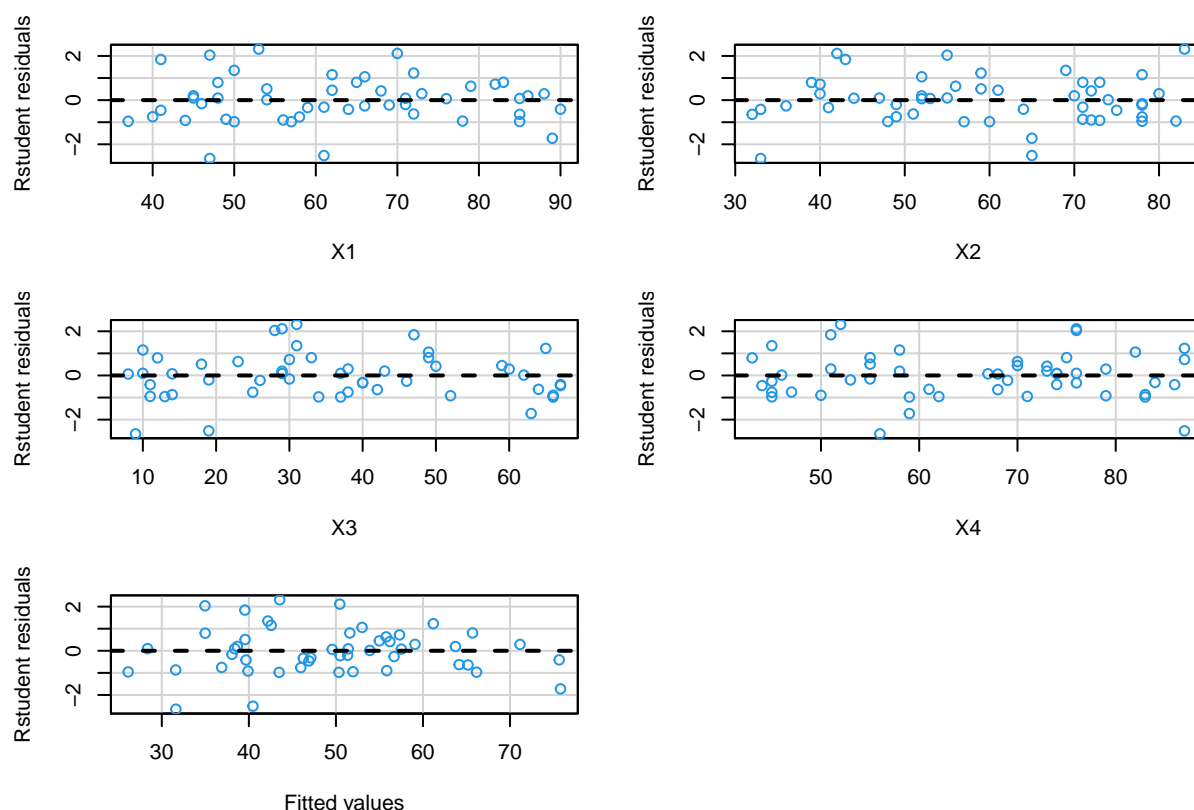 Rstudent residuals
2
0
−2
40 50 60 70 80 90
X1
Rstudent residuals
2
0
−2
30 40 50 60 70 80
X2
Rstudent residuals
2
0
−2
10 20 30 40 50 60
X3
Rstudent residuals
2
0
−2
50 60 70 80
X4
Rstudent residuals
2
0
−2
30 40 50 60 70
Fitted values